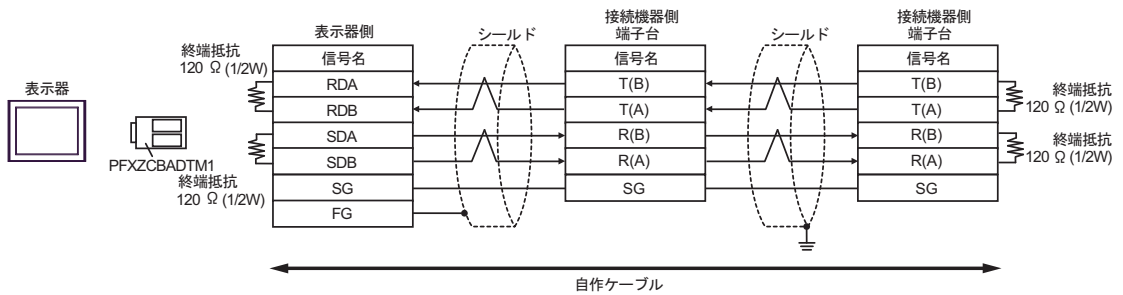 表示器
PFXZCBADTM1
終端抵抗
120 Ω (1/2W)
終端抵抗
120 Ω (1/2W)
表示器側
信号名
RDA
RDB
SDA
SDB
SG
FG
シールド
接続機器側
端子台
信号名
T(B)
T(A)
R(B)
R(A)
SG
シールド
接続機器側
端子台
信号名
T(B)
T(A)
R(B)
R(A)
SG
終端抵抗
120 Ω (1/2W)
終端抵抗
120 Ω (1/2W)
自作ケーブル